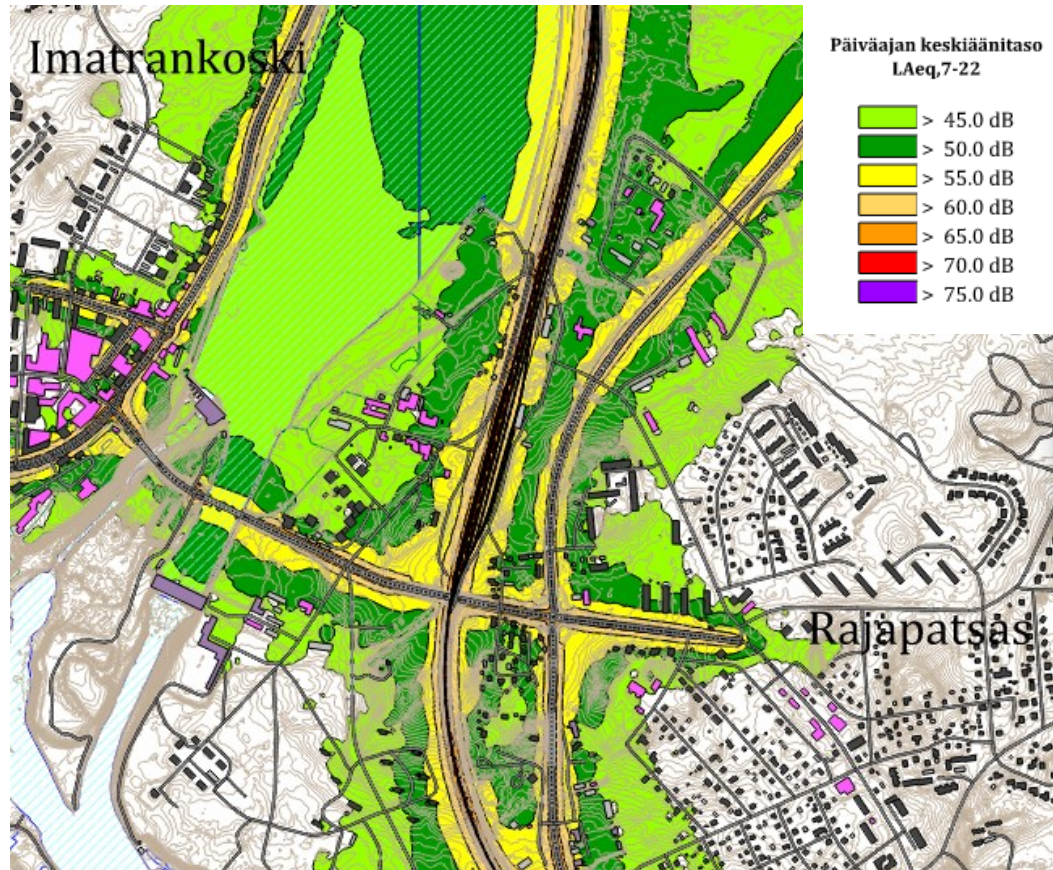 Imatrankoski
Päiväajan keskiäänitaso
LAeq,7-22
> 45.0 dB
> 50.0 dB
> 55.0 dB
> 60.0 dB
> 65.0 dB
> 70.0 dB
> 75.0 dB
Rajapatsas